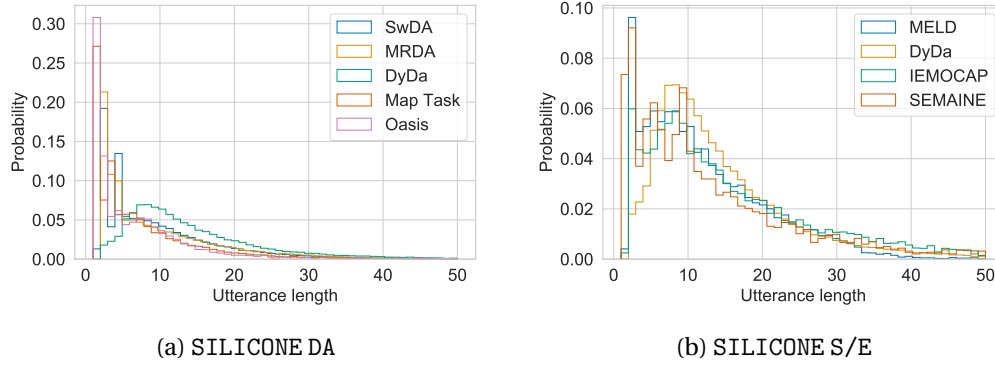 0.30
0.25
0.20
0.15
0.10
0.05
0.00
Probability
0 10 20 30 40 50
Utterance length
SwDA
MRDA
DyDa
Map Task
Oasis
(a) SILICONE DA
0.10
0.08
0.06
0.04
0.02
0.00
Probability
0 10 20 30 40 50
Utterance length
MELD
DyDa
IEMOCAP
SEMAINE
(b) SILICONE S/E